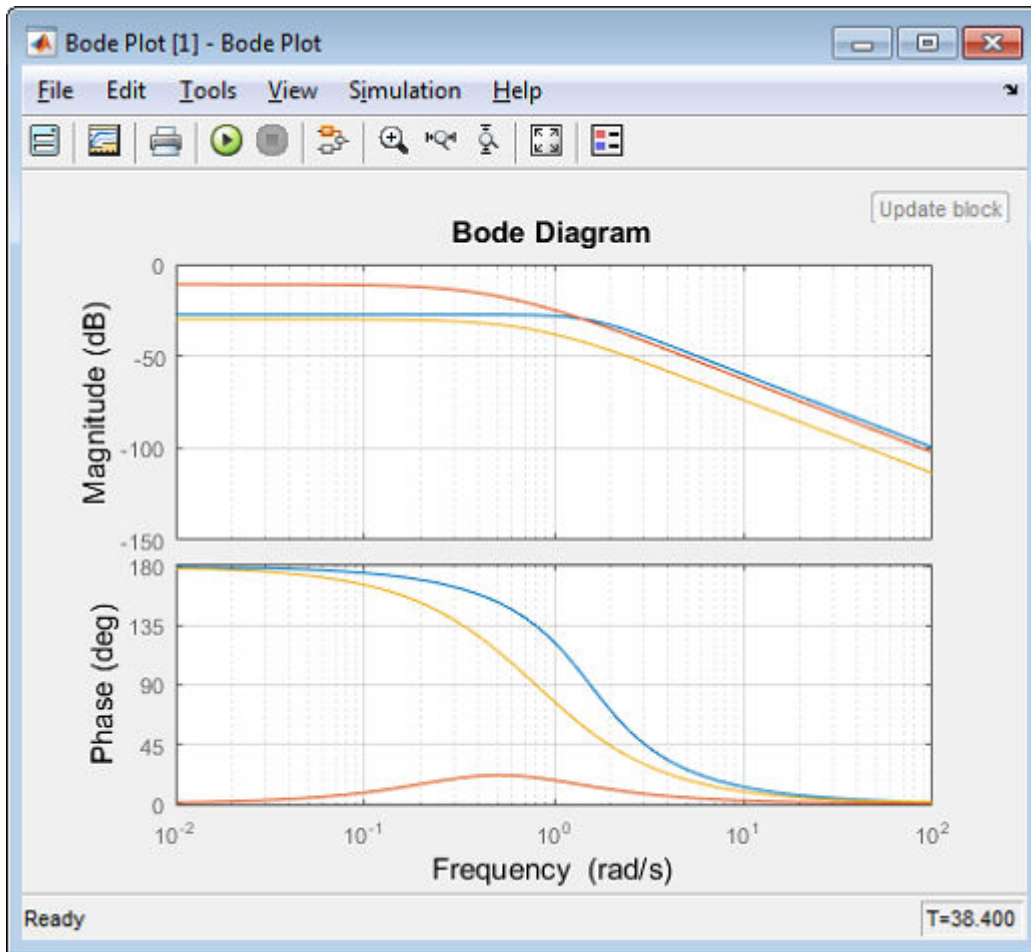 Bode Plot [1] - Bode Plot
File Edit Tools View Simulation Help
Update block
Bode Diagram
Magnitude (dB)
0
-50
-100
-150
Phase (deg)
180
135
90
45
0
10-2 10-1 100 101 102
Frequency (rad/s)
Ready T=38.400